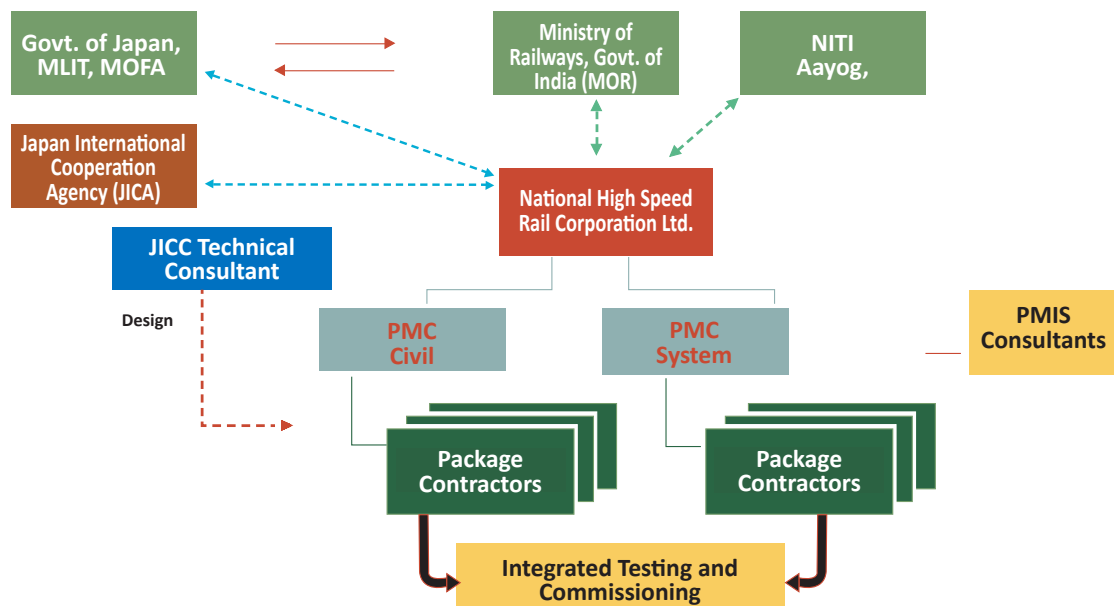 Govt. of Japan,
MLIT, MOFA
Ministry of
Railways, Govt. of
India (MOR)
NITI
Aayog,
Japan International
Cooperation
Agency (JICA)
National High Speed
Rail Corporation Ltd.
JICC Technical
Consultant
Design
PMC
Civil
PMC
System
PMIS
Consultants
Package
Contractors
Package
Contractors
Integrated Testing and
Commissioning